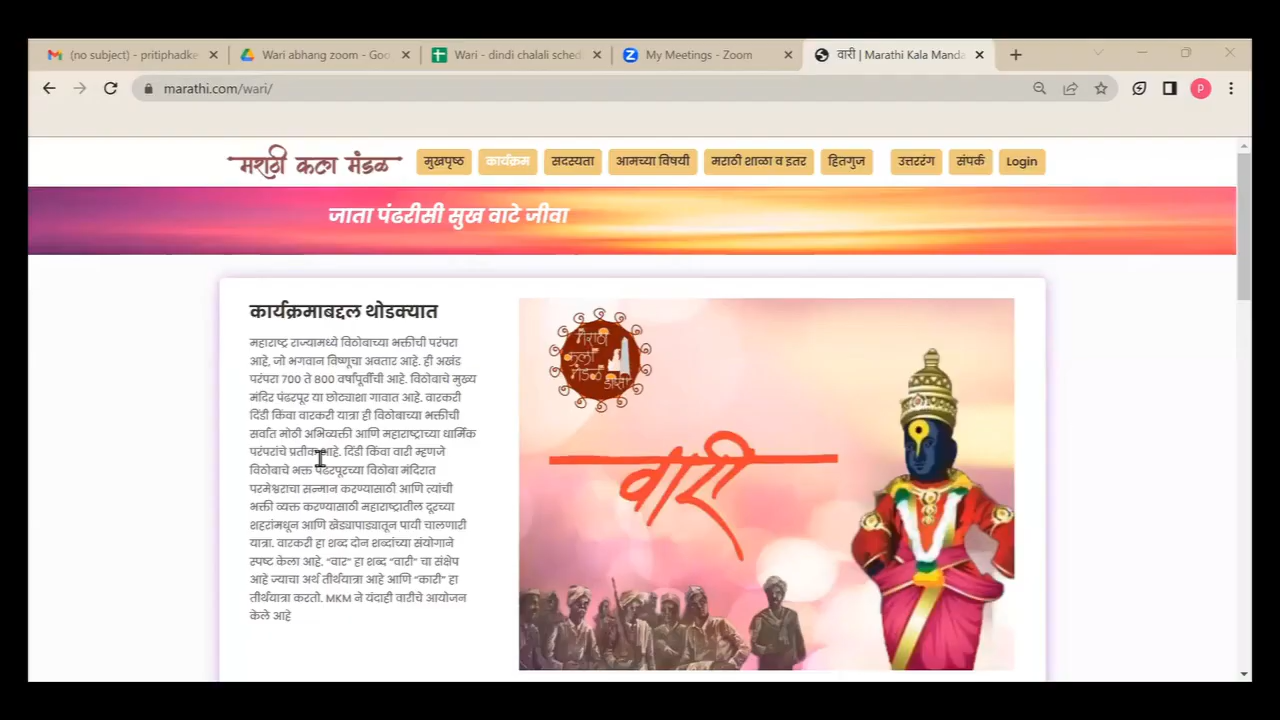 (no subject) - pritiphadke
Wari abhang zoom - Goo
Wari - dindi chalali sched
My Meetings - Zoom
वारी | Marathi Kala Manda
marathi.com/wari/
P
मराठी कला मंडळ
मुखपृष्ठ
कार्यक्रम
सदस्यता
आमच्या विषयी
मराठी शाळा व इतर
हितगुज
उत्तररंग
संपर्क
Login
जाता पंढरीसी सुख वाटे जीवा
कार्यक्रमाबद्दल थोडक्यात
महाराष्ट्र राज्यामध्ये विठोबाच्या भक्तीची परंपरा
आहे, जो भगवान विष्णूचा अवतार आहे. ही अखंड
परंपरा 700 ते 800 वर्षांपूर्वीची आहे. विठोबाचे मुख्य
मंदिर पंढरपूर या छोट्याशा गावात आहे. वारकरी
दिंडी किंवा वारकरी यात्रा ही विठोबाच्या भक्तीची
सर्वात मोठी अभिव्यक्ती आणि महाराष्ट्राच्या धार्मिक
परंपरांचे प्रतीक आहे. दिंडी किंवा वारी म्हणजे
विठोबाचे भक्त पंढरपूरच्या विठोबा मंदिरात
परमेश्वराचा सन्मान करण्यासाठी आणि त्यांची
भक्ती व्यक्त करण्यासाठी महाराष्ट्रातील दूरच्या
शहरांमधून आणि खेड्यापाड्यातून पायी चालणारी
यात्रा. वारकरी हा शब्द दोन शब्दांच्या संयोगाने
स्पष्ट केला आहे. “वार” हा शब्द “वारी” चा संक्षेप
आहे ज्याचा अर्थ तीर्थयात्रा आहे आणि “कारी” हा
तीर्थयात्रा करतो. MKM ने यंदाही वारीचे आयोजन
केले आहे
मराठी
कला
मंडळ
डीसी
वारी